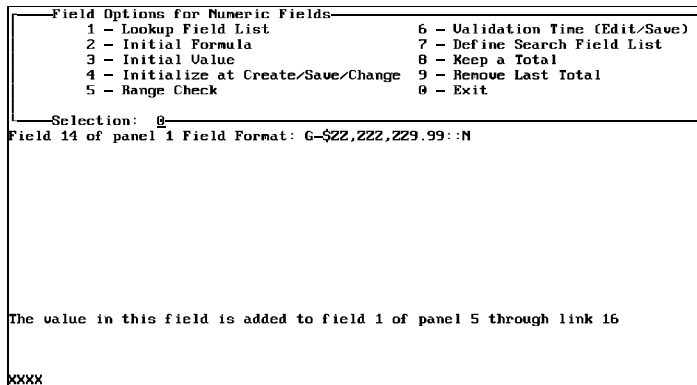 Field Options for Numeric Fields
1 - Lookup Field List 6 - Validation Time (Edit/Save)
2 - Initial Formula 7 - Define Search Field List
3 - Initial Value 8 - Keep a Total
4 - Initialize at Create/Save/Change 9 - Remove Last Total
5 - Range Check 0 - Exit
Selection: 0
Field 14 of panel 1 Field Format: G-$ZZ,ZZZ,ZZ9.99::N
The value in this field is added to field 1 of panel 5 through link 16
XXXX